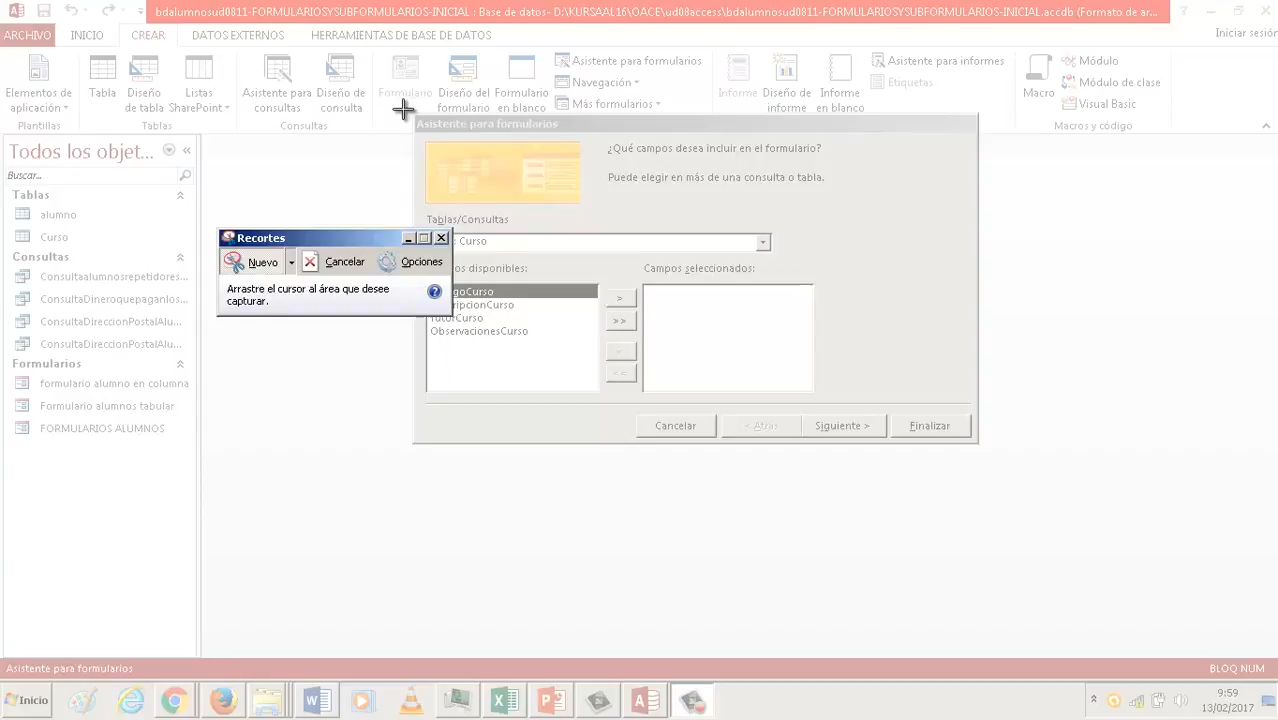 bdalumnosud0811-FORMULARIOSYSUBFORMULARIOS-INICIAL : Base de datos- D:\KURSAAL16\OACE\ud08access\bdalumnosud0811-FORMULARIOSYSUBFORMULARIOS-INICIAL.accdb (Formato de ar...
ARCHIVO INICIO CREAR DATOS EXTERNOS HERRAMIENTAS DE BASE DE DATOS
Iniciar sesión
Elementos de aplicación
Tabla
Diseño de tabla
Listas SharePoint
Asistente para consultas
Diseño de consulta
Formulario
Diseño del formulario
Formulario en blanco
Asistente para formularios
Navegación
Más formularios
Informe
Diseño de informe
Informe en blanco
Asistente para informes
Etiquetas
Macro
Módulo
Módulo de clase
Visual Basic
Plantillas
Tablas
Consultas
Macros y código
Todos los objet...
Buscar...
Tablas
alumno
Curso
Consultas
Consultaalumnosrepetidores...
ConsultaDineroquepaganlos...
ConsultaDireccionPostalAlu...
ConsultaDireccionPostalAlu...
Formularios
formulario alumno en columna
Formulario alumnos tabular
FORMULARIOS ALUMNOS
Asistente para formularios
¿Qué campos desea incluir en el formulario?
Puede elegir en más de una consulta o tabla.
Tablas/Consultas
: Curso
os disponibles:
Campos seleccionados:
goCurso
ripcionCurso
TutorCurso
ObservacionesCurso
>
>>
<
<<
Cancelar
< Atrás
Siguiente >
Finalizar
Recortes
Nuevo
Cancelar
Opciones
Arrastre el cursor al área que desee
capturar.
Asistente para formularios
BLOQ NUM
Inicio
9:59
13/02/2017